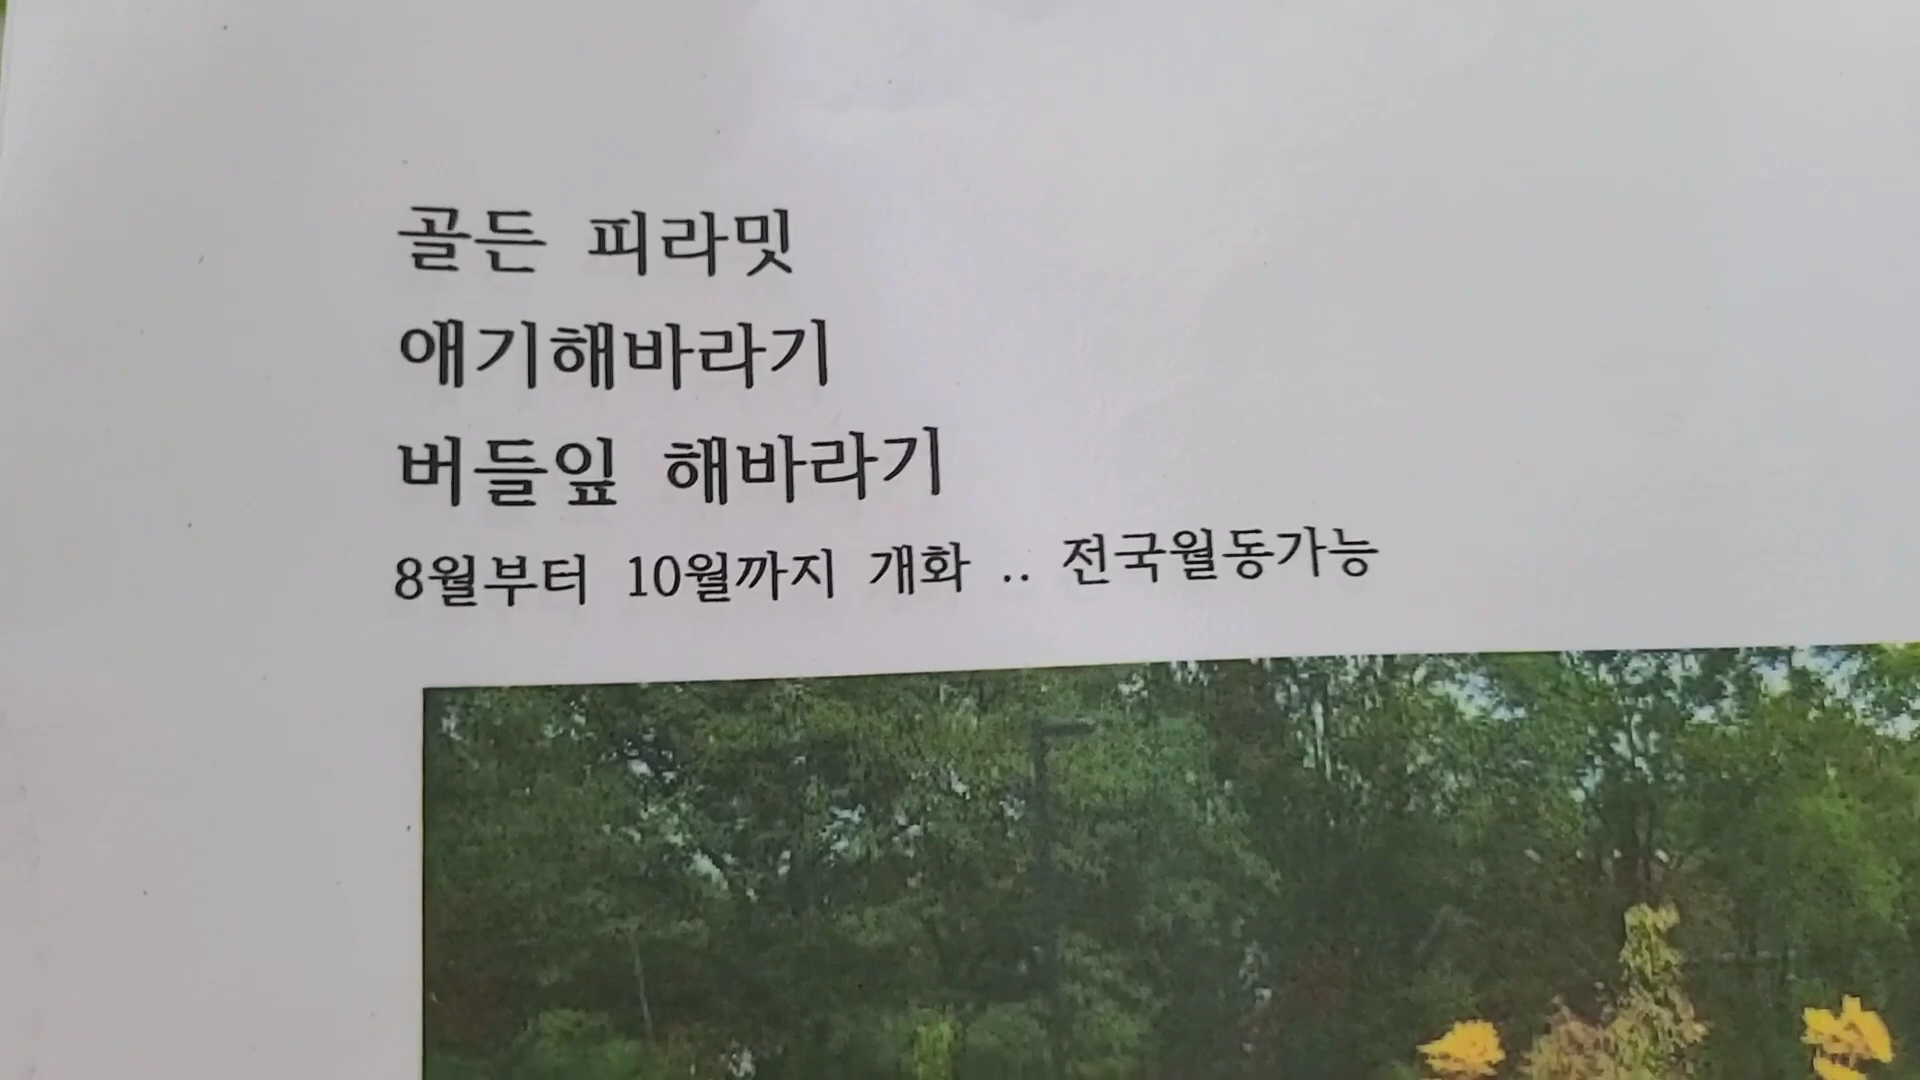 골든 피라밋
얘기해바라기
버들잎 해바라기
8월부터 10월까지 개화 .. 전국월동가능